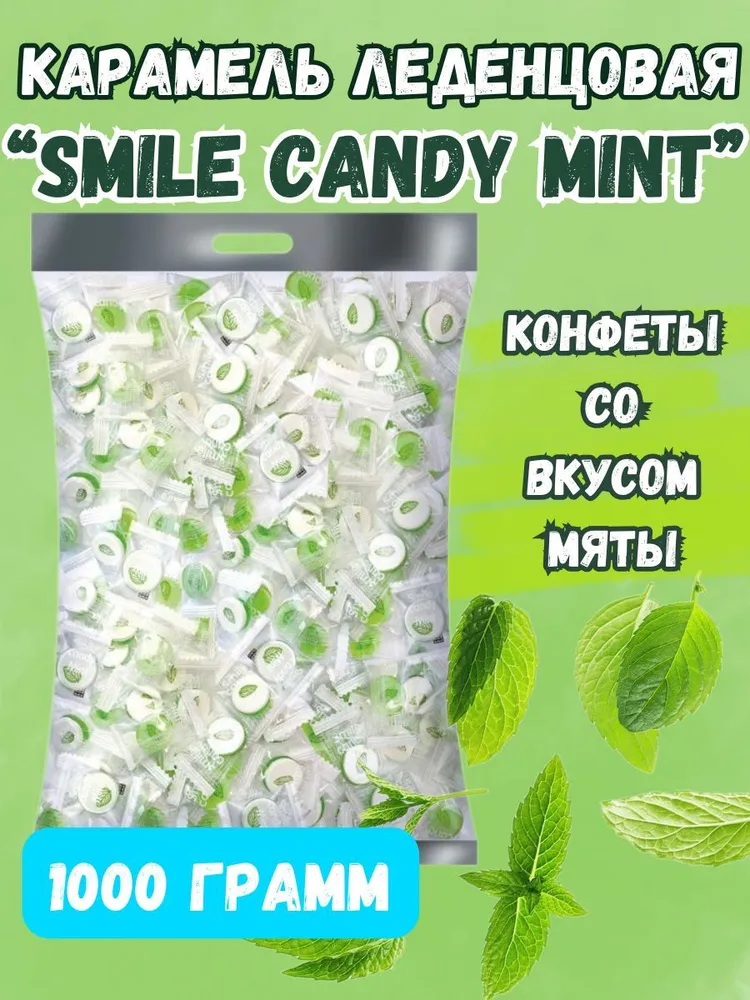 КАРАМЕЛЬ ЛЕДЕНЦОВАЯ
“SMILE CANDY MINT”
КОНФЕТЫ
СО
ВКУСОМ
МЯТЫ
1000 ГРАММ